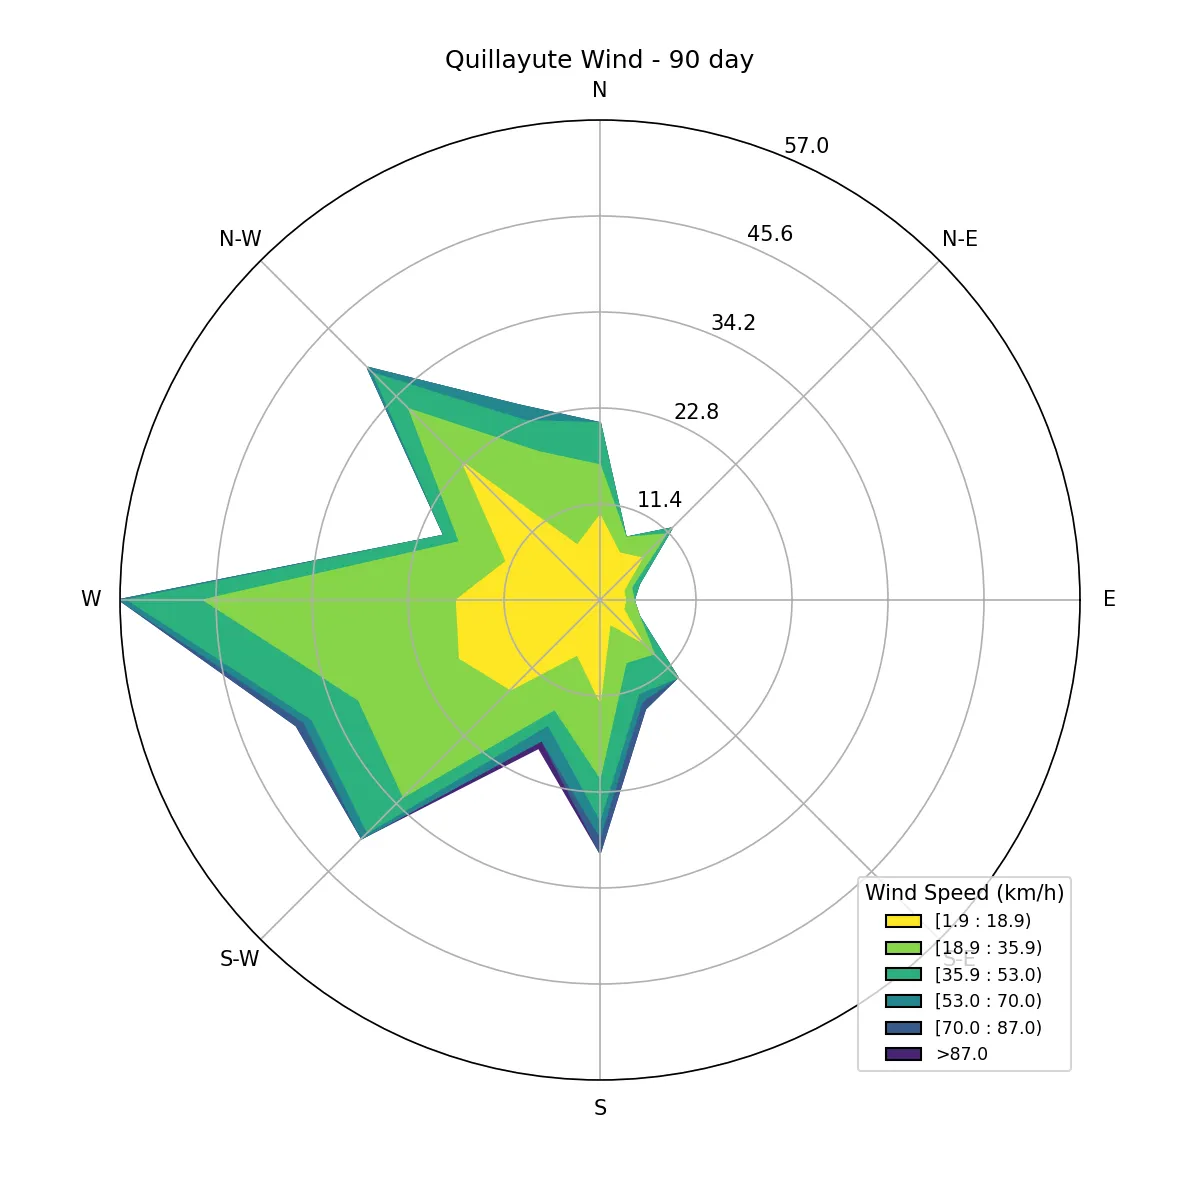 Quillayute Wind - 90 day
N
57.0
45.6
N-W
N-E
34.2
22.8
11.4
W
E
S-W
S-E
Wind Speed (km/h)
[1.9 : 18.9)
[18.9 : 35.9)
[35.9 : 53.0)
[53.0 : 70.0)
[70.0 : 87.0)
>87.0
S